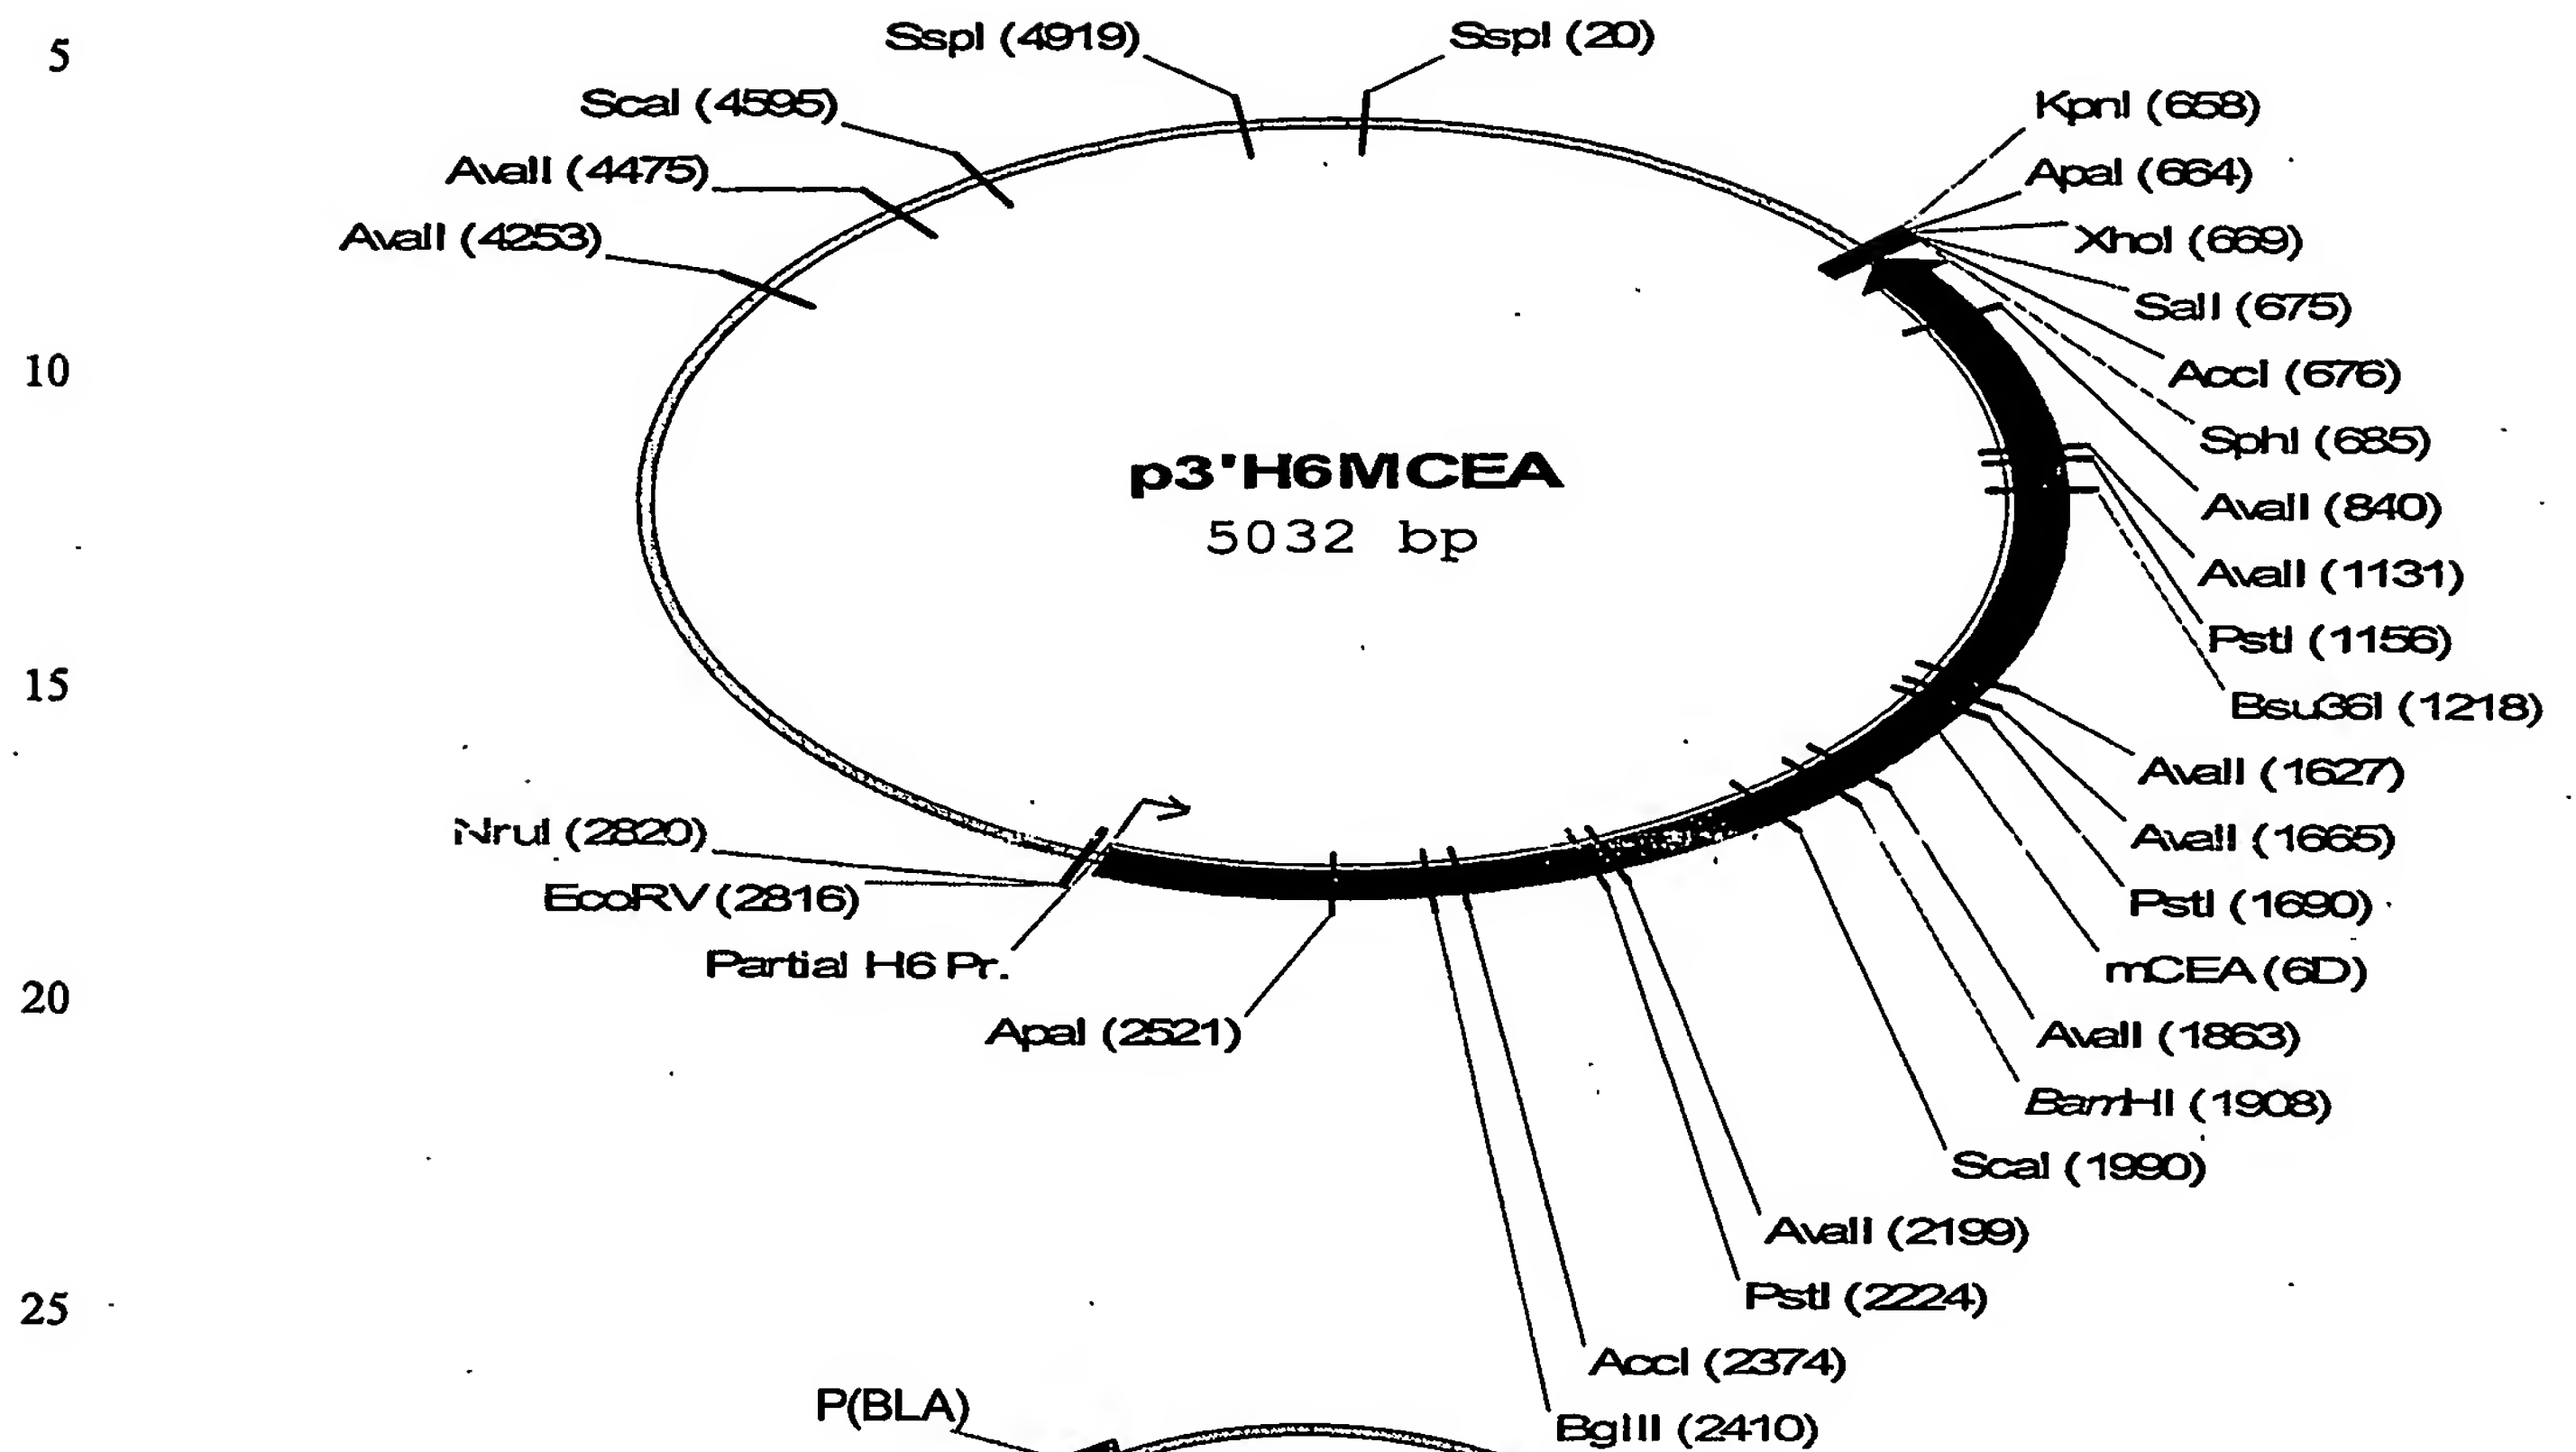 5
SspI (4919)
SspI (20)
ScaI (4595)
KpnI (658)
AvaII (4475)
ApaI (664)
AvaII (4253)
XhoI (669)
SalI (675)
10
AccI (676)
SphI (685)
p3'H6MCEA
5032 bp
AvaII (840)
AvaII (1131)
PstI (1156)
15
Bsu36I (1218)
AvaII (1627)
NruI (2820)
AvaII (1665)
EcoRV (2816)
PstI (1690)
Partial H6 Pr.
mCEA (6D)
20
ApaI (2521)
AvaII (1863)
BamHI (1908)
ScaI (1990)
AvaII (2199)
25
PstI (2224)
AccI (2374)
P(BLA)
BglII (2410)